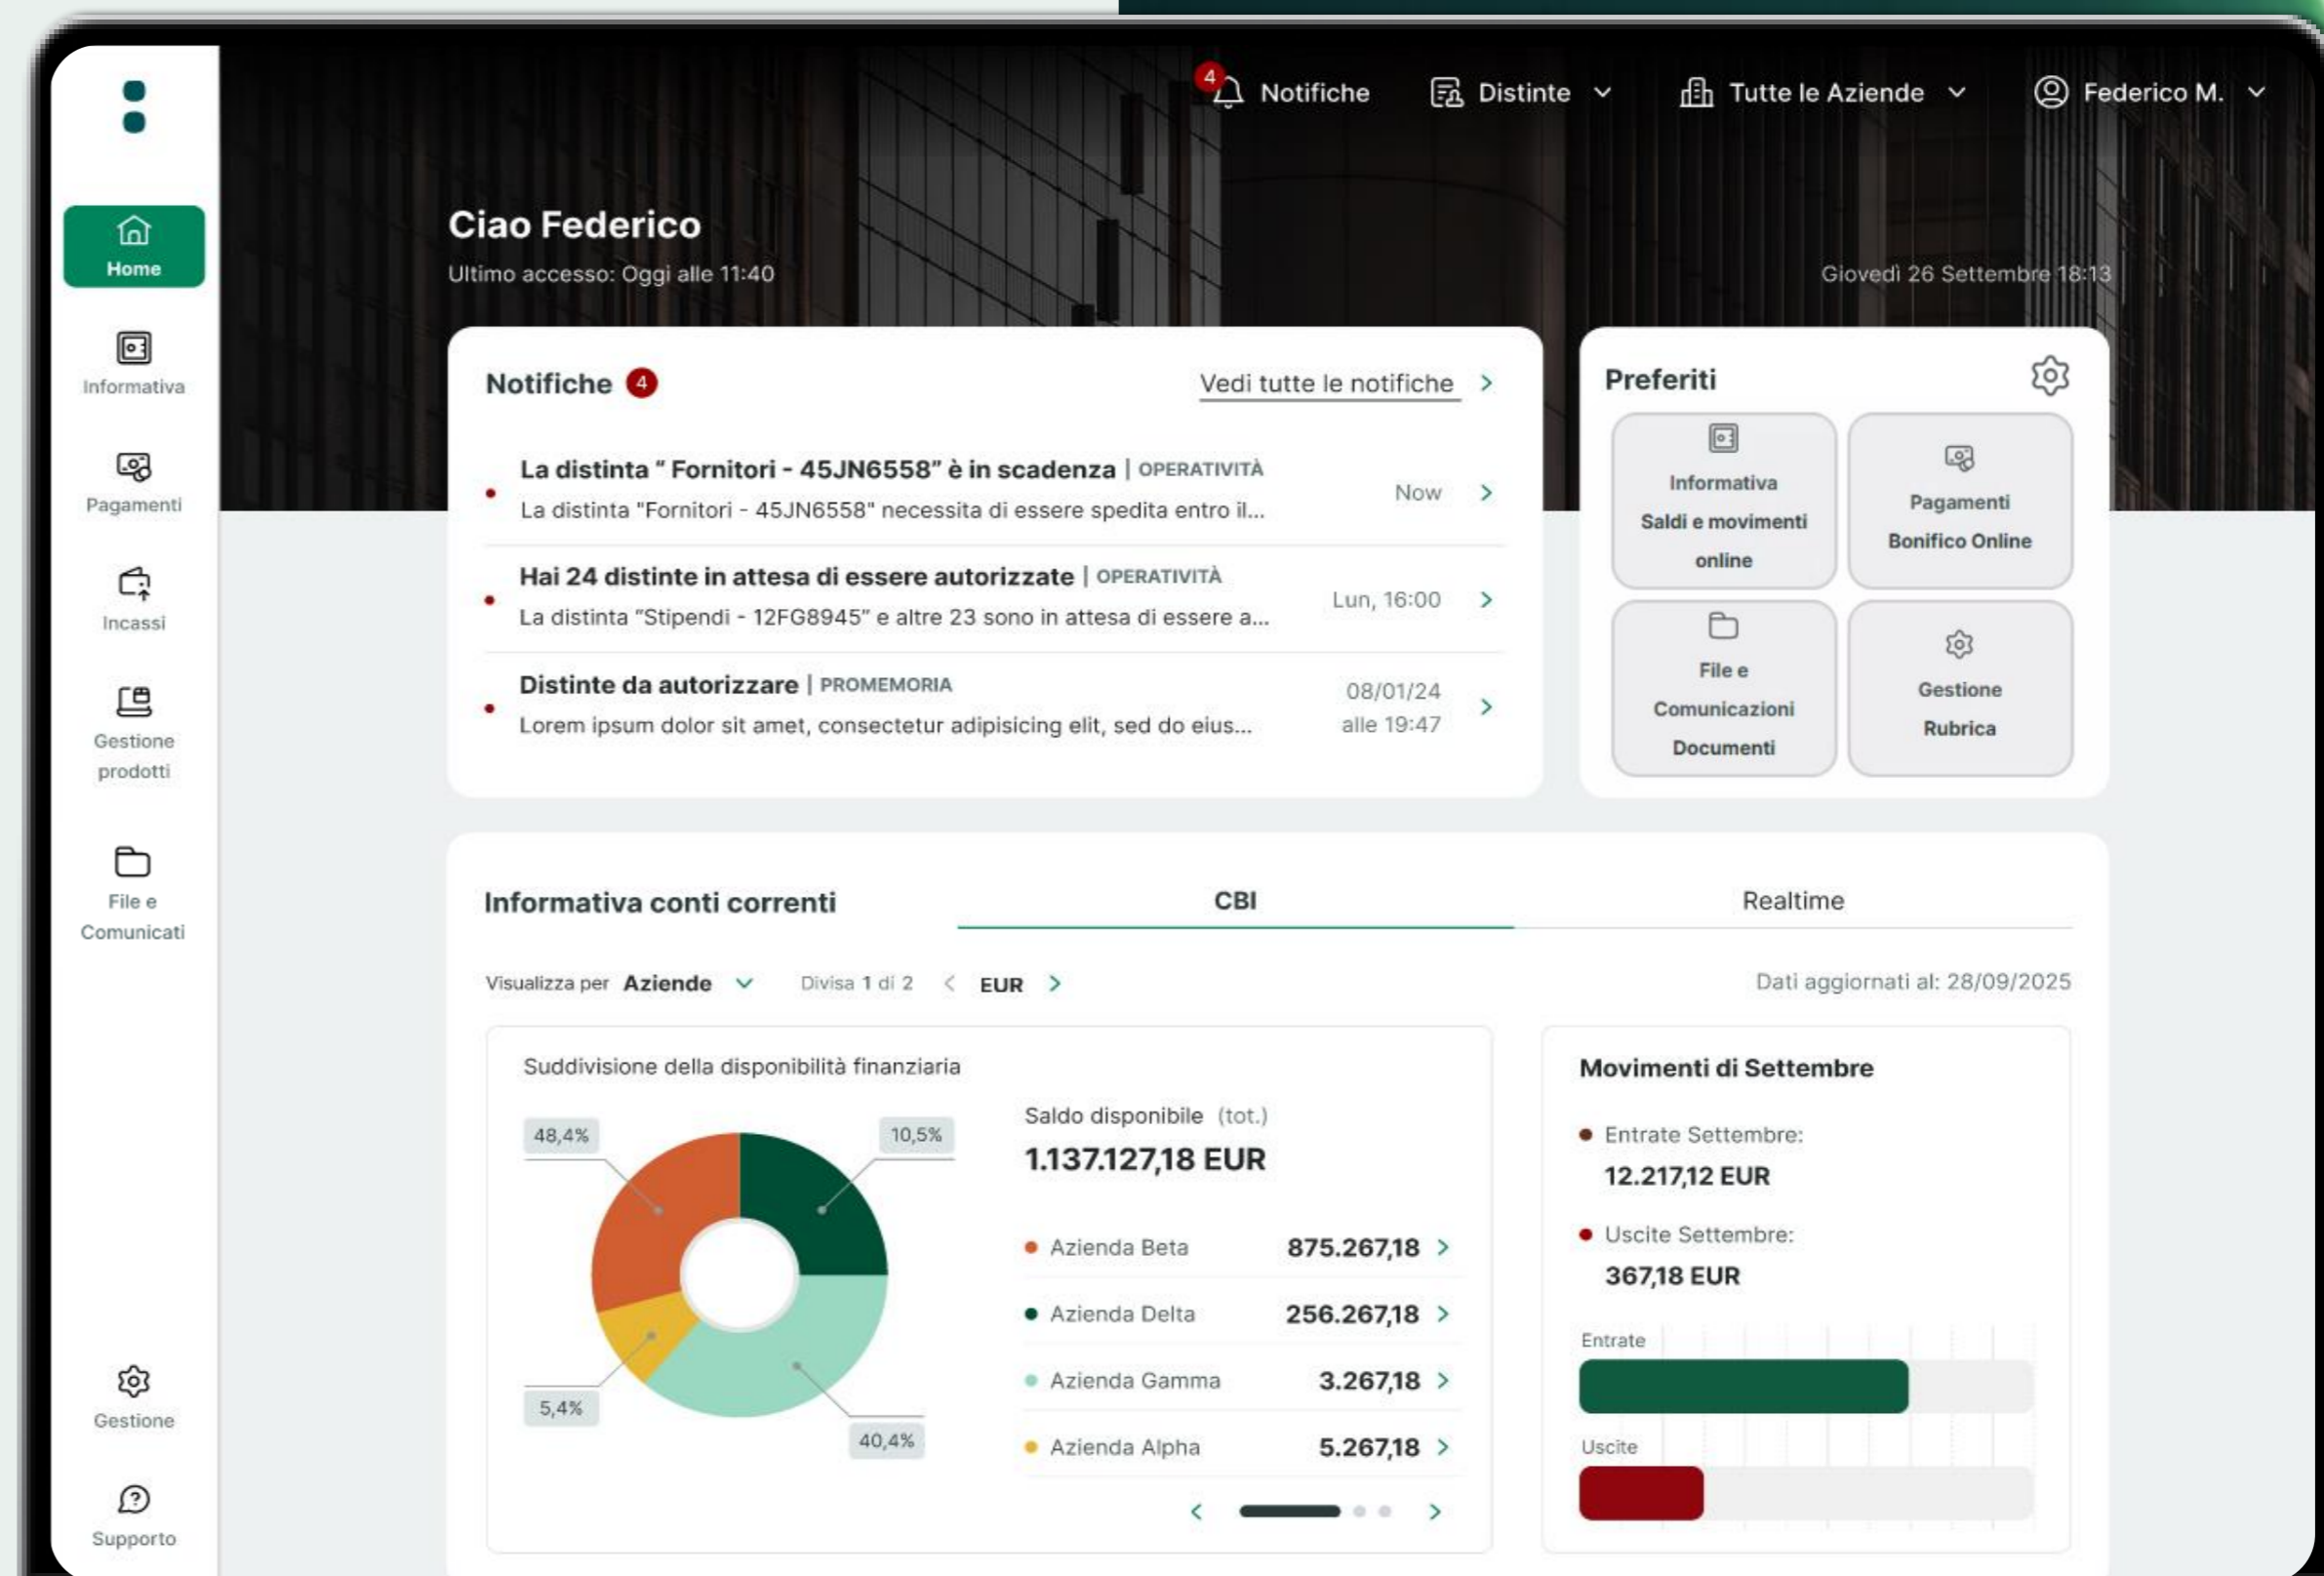 4 Notifiche Distinte Tutte le Aziende Federico M.
Home
Informativa
Pagamenti
Incassi
Gestione
prodotti
File e
Comunicati
Gestione
Supporto
Ciao Federico
Ultimo accesso: Oggi alle 11:40
Giovedì 26 Settembre 18:13
Notifiche 4
Vedi tutte le notifiche
La distinta “ Fornitori - 45JN6558” è in scadenza | OPERATIVITÀ
La distinta "Fornitori - 45JN6558" necessita di essere spedita entro il...
Now
Hai 24 distinte in attesa di essere autorizzate | OPERATIVITÀ
La distinta “Stipendi - 12FG8945” e altre 23 sono in attesa di essere a...
Lun, 16:00
Distinte da autorizzare | PROMEMORIA
Lorem ipsum dolor sit amet, consectetur adipisicing elit, sed do eius...
08/01/24
alle 19:47
Preferiti
Informativa
Saldi e movimenti
online
Pagamenti
Bonifico Online
File e
Comunicazioni
Documenti
Gestione
Rubrica
Informativa conti correnti
CBI
Realtime
Visualizza per Aziende
Divisa 1 di 2 < EUR >
Dati aggiornati al: 28/09/2025
Suddivisione della disponibilità finanziaria
48,4%
10,5%
5,4%
40,4%
Saldo disponibile (tot.)
1.137.127,18 EUR
Azienda Beta 875.267,18
Azienda Delta 256.267,18
Azienda Gamma 3.267,18
Azienda Alpha 5.267,18
Movimenti di Settembre
Entrate Settembre:
12.217,12 EUR
Uscite Settembre:
367,18 EUR
Entrate
Uscite